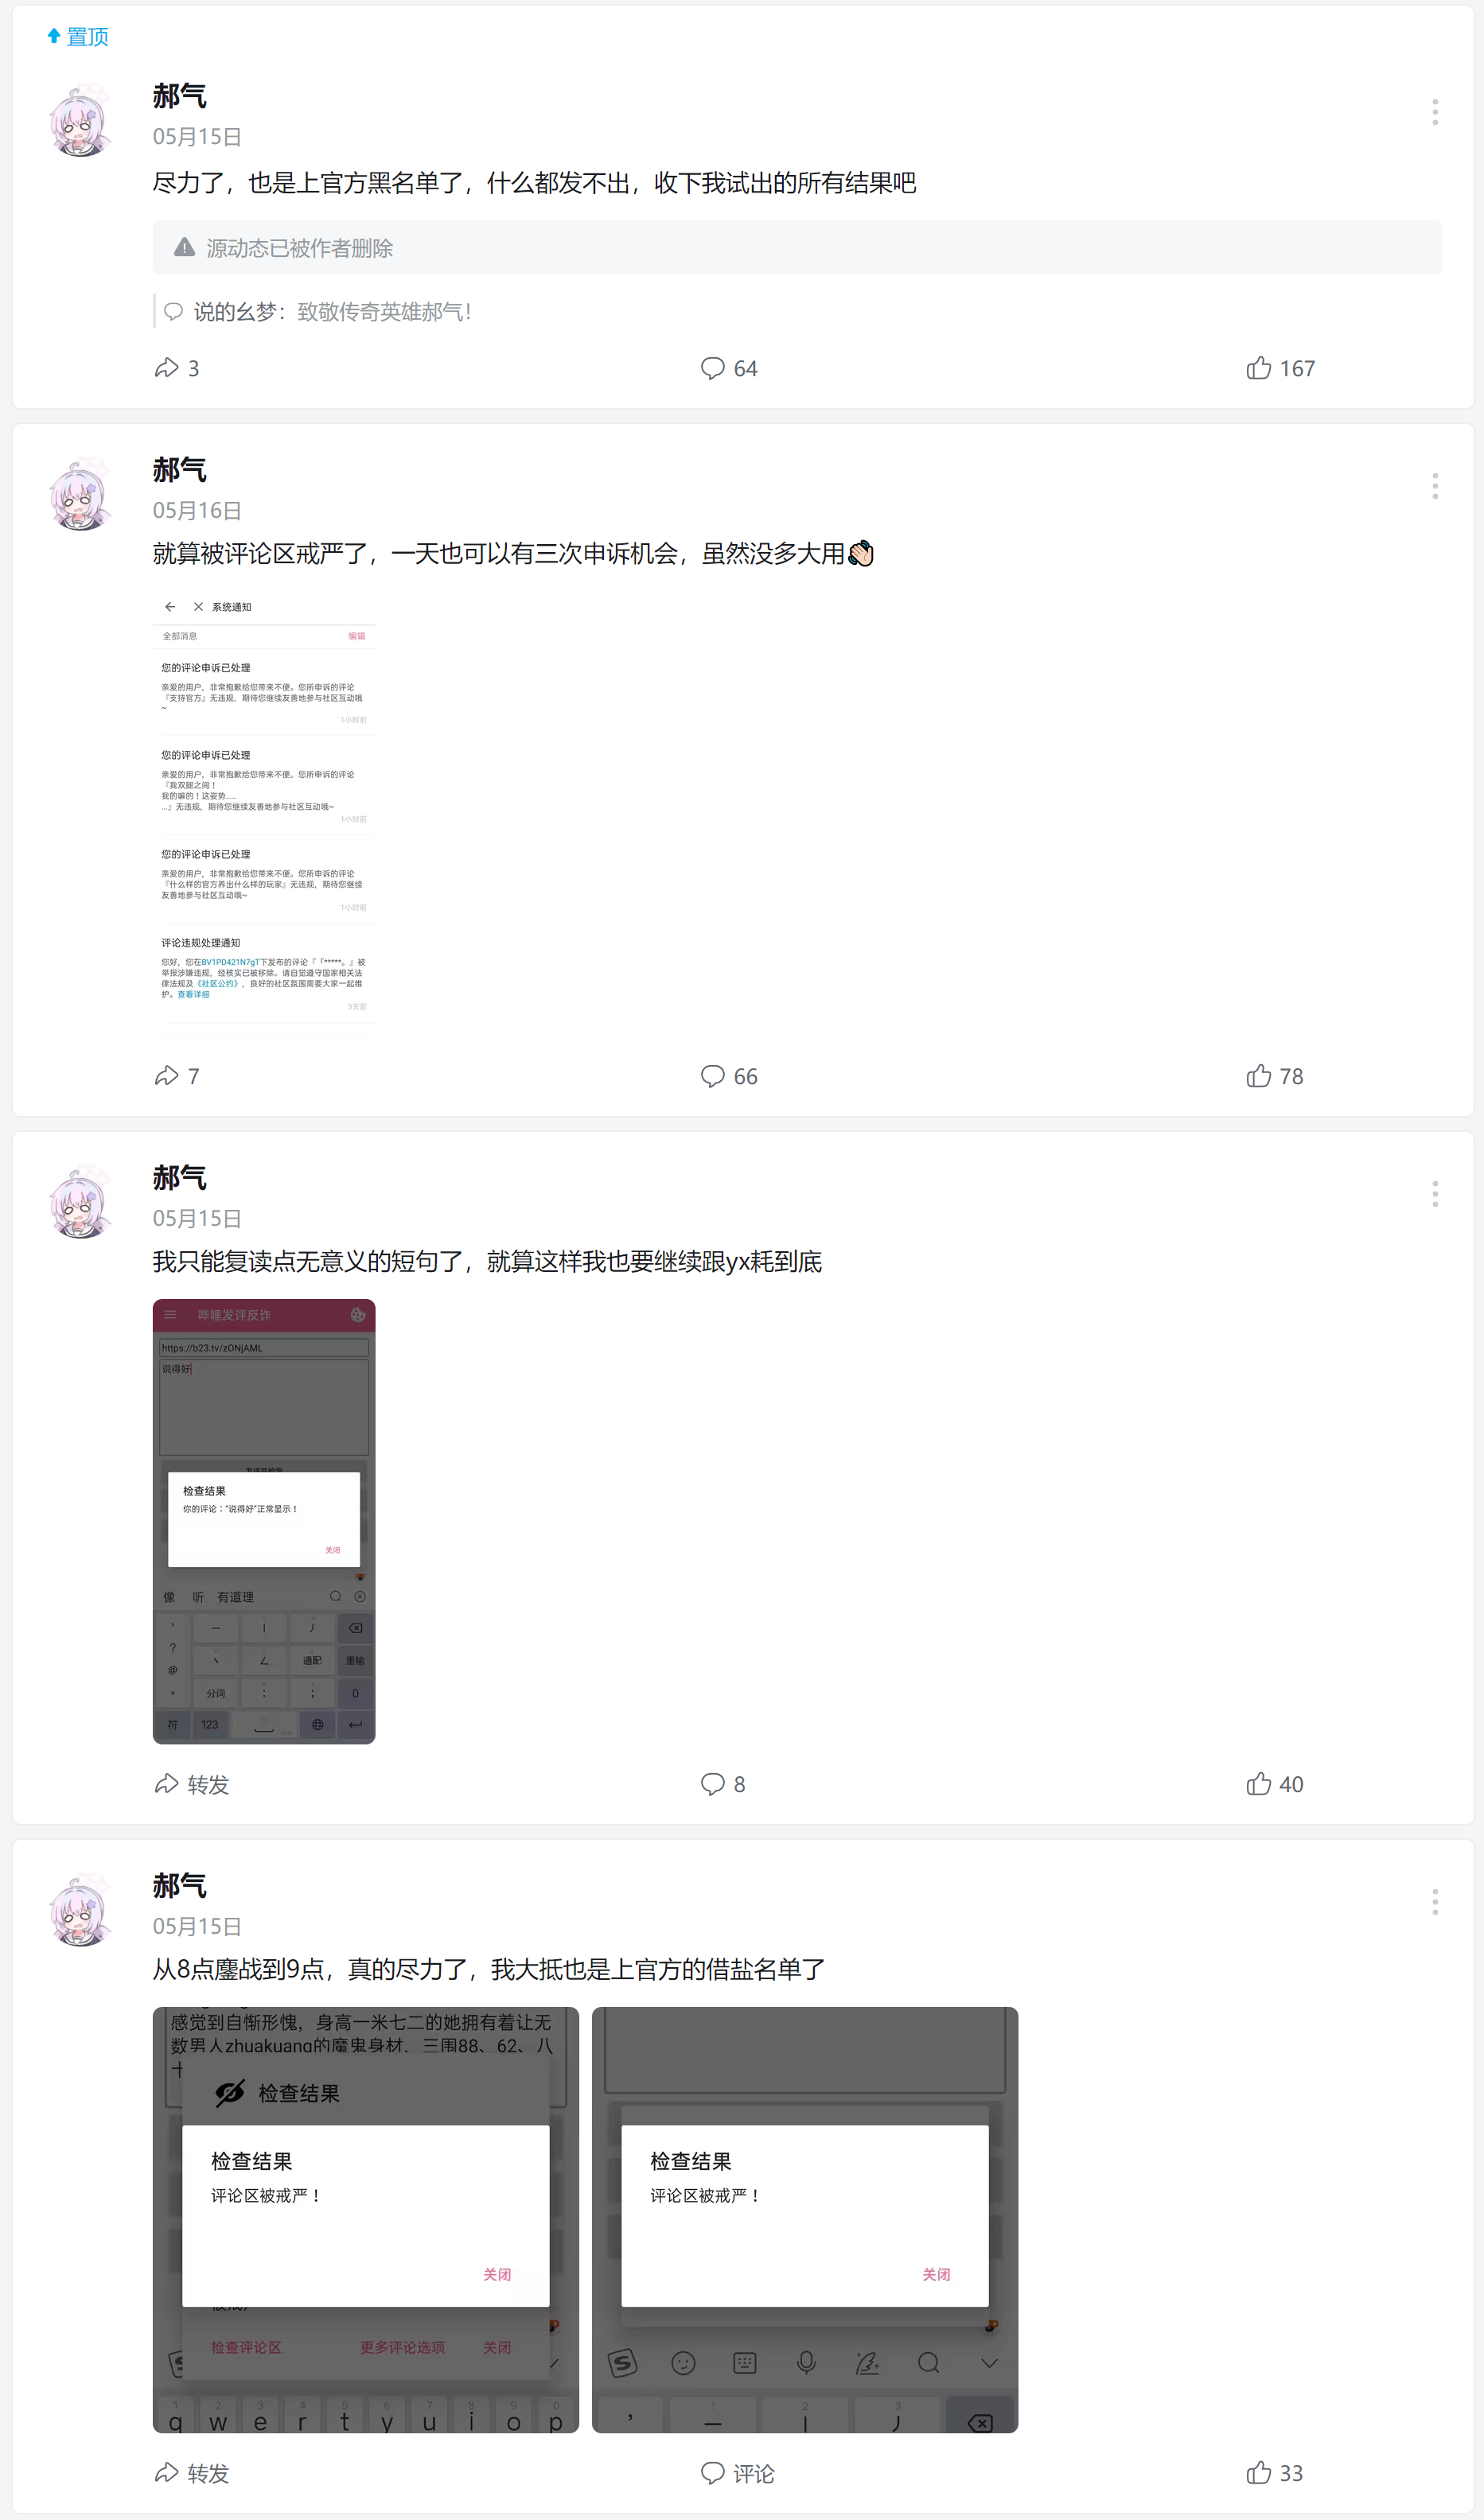 置顶
郝气
05月15日
尽力了，也是上官方黑名单了，什么都发不出，收下我试出的所有结果吧
源动态已被作者删除
说的幺梦：致敬传奇英雄郝气！
3
64
167
郝气
05月16日
就算被评论区戒严了，一天也可以有三次申诉机会，虽然没多大用
系统通知
全部消息 编辑
您的评论申诉已处理
亲爱的用户，非常抱歉给您带来不便。您所申诉的评论
『支持官方』无违规，期待您继续友善地参与社区互动哦
~
1小时前
您的评论申诉已处理
亲爱的用户，非常抱歉给您带来不便。您所申诉的评论
『我双腿之间！
我的嘛的！这姿势.....
...』无违规，期待您继续友善地参与社区互动哦~
1小时前
您的评论申诉已处理
亲爱的用户，非常抱歉给您带来不便。您所申诉的评论
『什么样的官方养出什么样的玩家』无违规，期待您继续
友善地参与社区互动哦~
1小时前
评论违规处理通知
您好，您在BV1PD421N7gT下发布的评论『「*****。』被
举报涉嫌违规，经核实已被移除。请自觉遵守国家相关法
律法规及《社区公约》，良好的社区氛围需要大家一起维
护。查看详细
3天前
7
66
78
郝气
05月15日
我只能复读点无意义的短句了，就算这样我也要继续跟yx耗到底
哔哩发评反诈
https://b23.tv/zONjAML
说得好
检查结果
你的评论：“说得好”正常显示！
关闭
像 听 有道理
, 一 丨 丿
?
@ 丶 ㄥ 通配 重输
。 分词 : ; 0
符 123
转发
8
40
郝气
05月15日
从8点鏖战到9点，真的尽力了，我大抵也是上官方的借盐名单了
感觉到自惭形愧，身高一米七二的她拥有着让无
数男人zhuakuang的魔鬼身材，三围88、62、八
十
检查结果
检查结果
评论区被戒严！
关闭
检查评论区 更多评论选项 关闭
1 2 3 4 5 6 7 8 9 0
q w e r t y u i o p
检查结果
评论区被戒严！
关闭
S
1 2 3
, 一 丨 丿
转发
评论
33